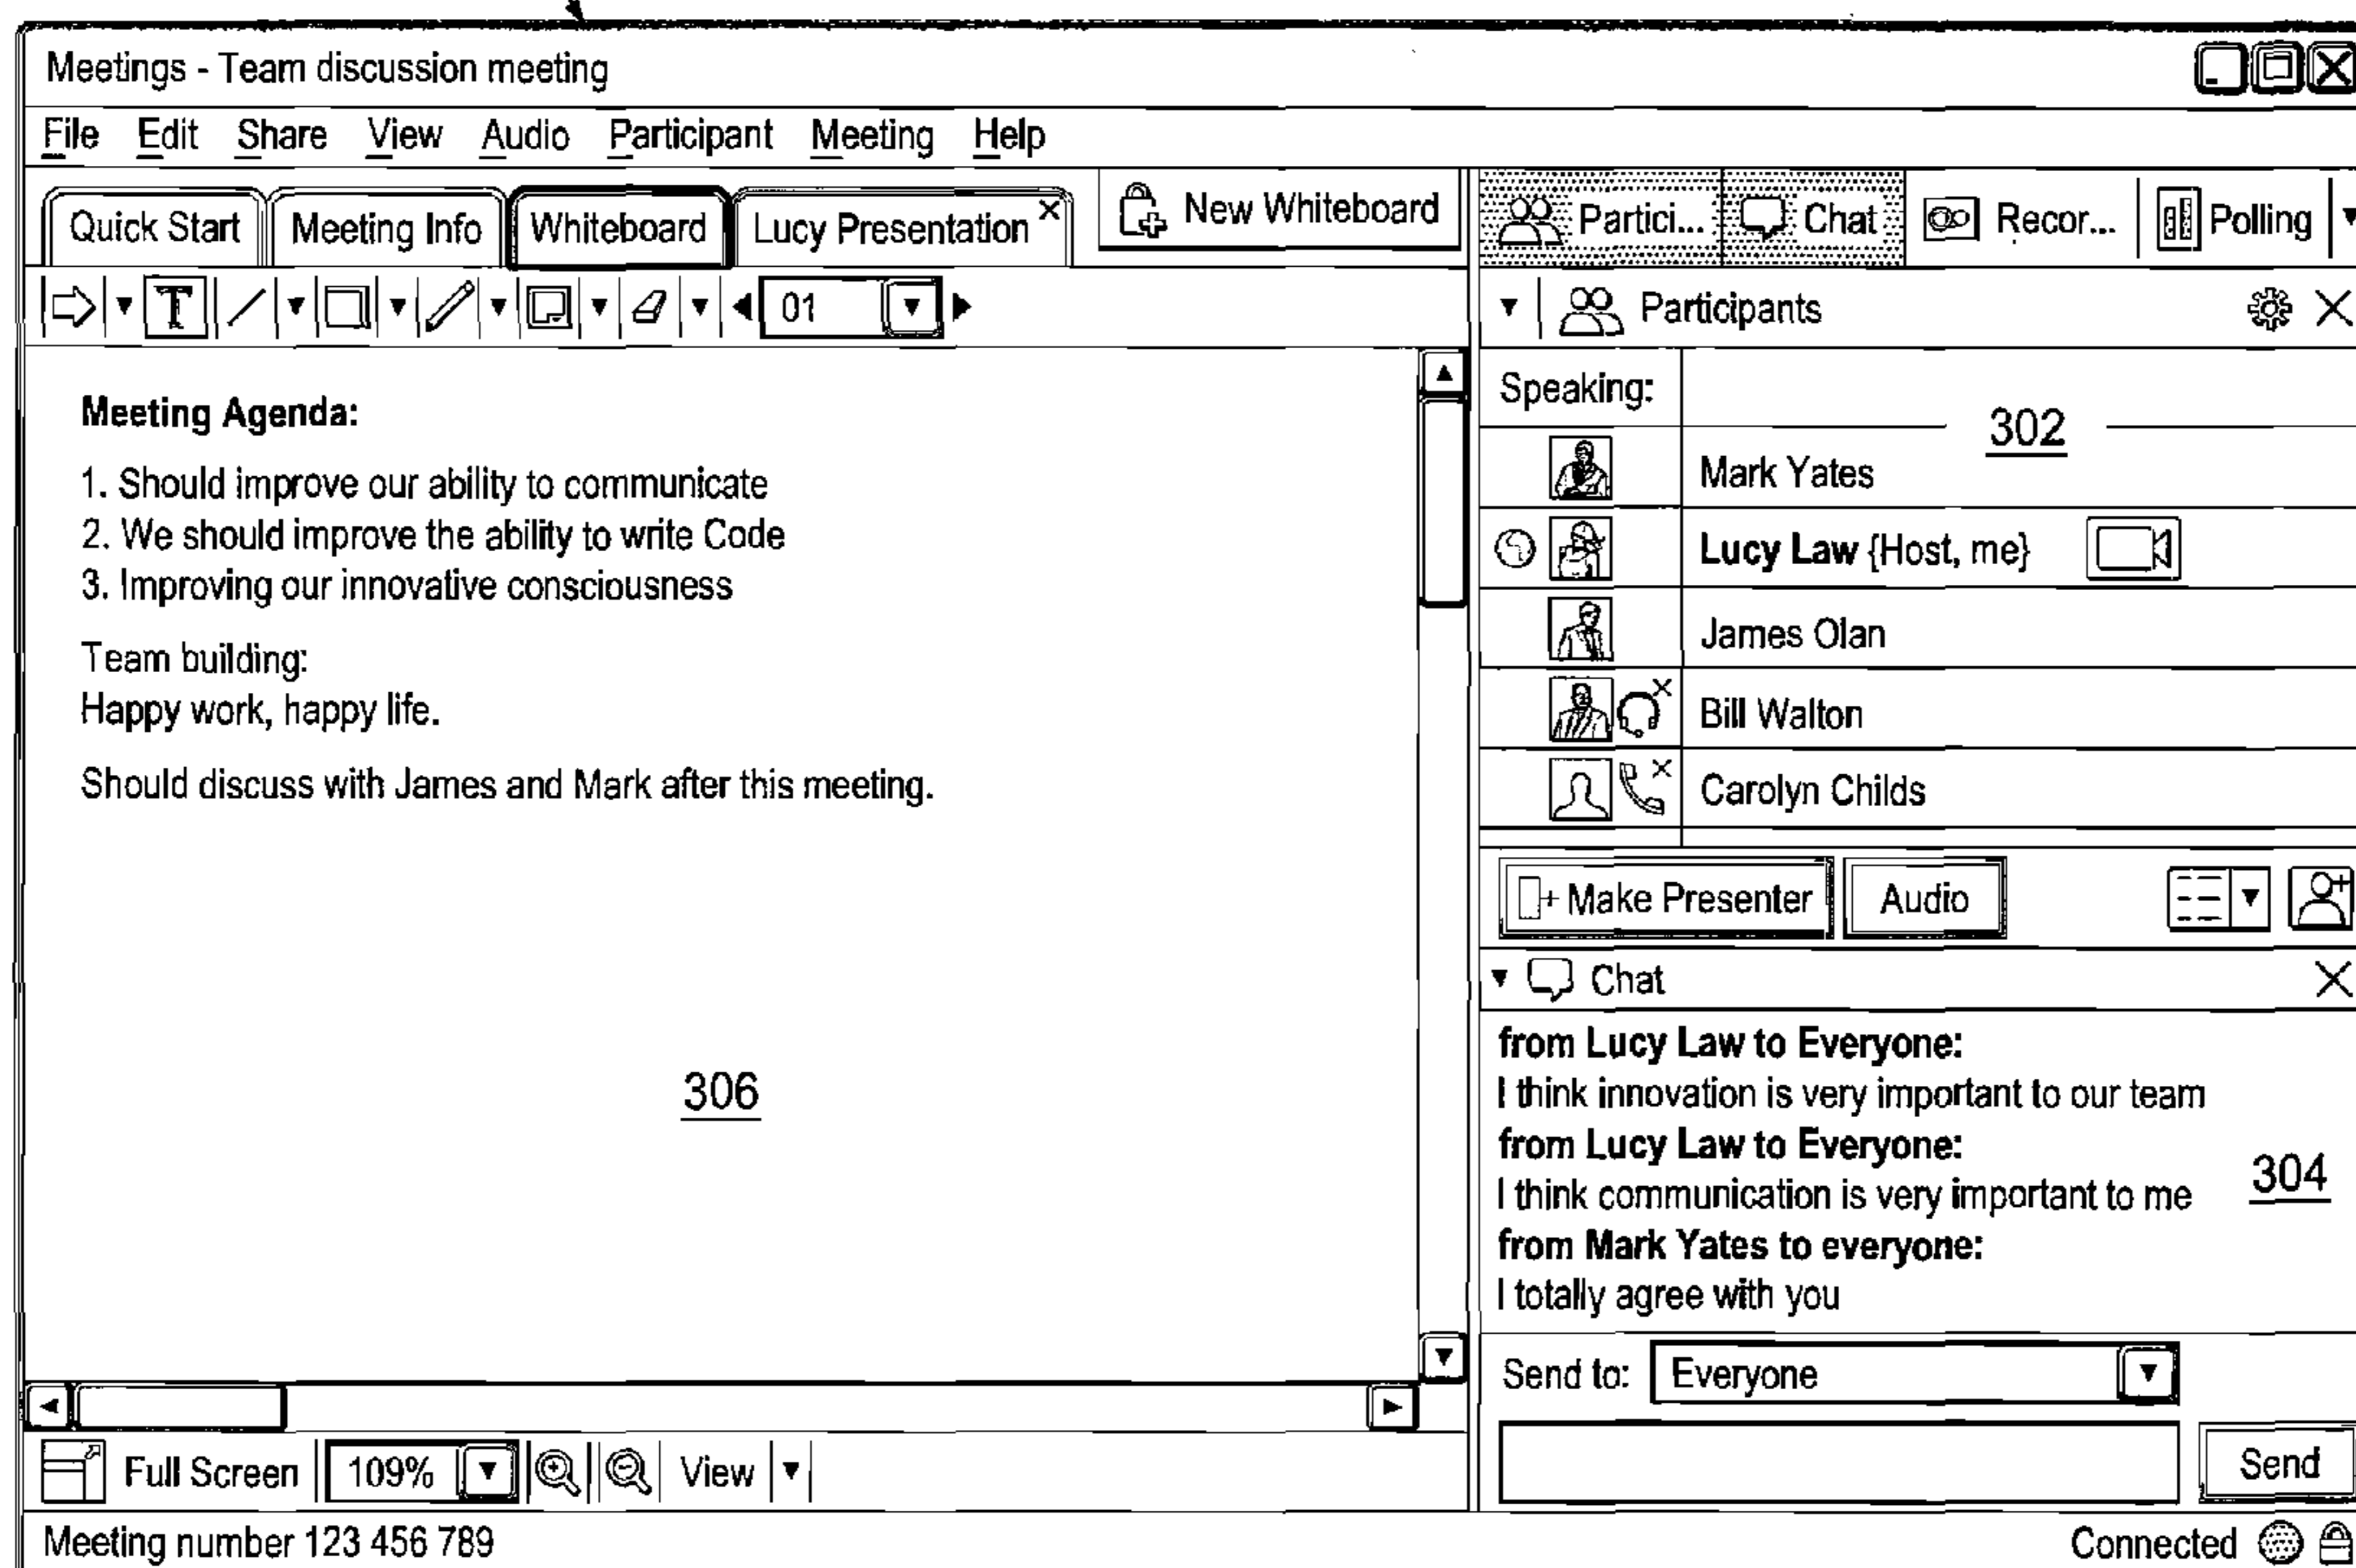 Meetings - Team discussion meeting
File Edit Share View Audio Participant Meeting Help
Quick Start Meeting Info Whiteboard Lucy Presentation × New Whiteboard
T 01
Meeting Agenda:
1. Should improve our ability to communicate
2. We should improve the ability to write Code
3. Improving our innovative consciousness
Team building:
Happy work, happy life.
Should discuss with James and Mark after this meeting.
306
Full Screen 109% View
Partici... Chat Recor... Polling
Participants
Speaking:
302
Mark Yates
Lucy Law {Host, me}
James Olan
Bill Walton
Carolyn Childs
Make Presenter Audio
Chat
from Lucy Law to Everyone:
I think innovation is very important to our team
from Lucy Law to Everyone:
I think communication is very important to me
304
from Mark Yates to everyone:
I totally agree with you
Send to: Everyone
Send
Meeting number 123 456 789
Connected